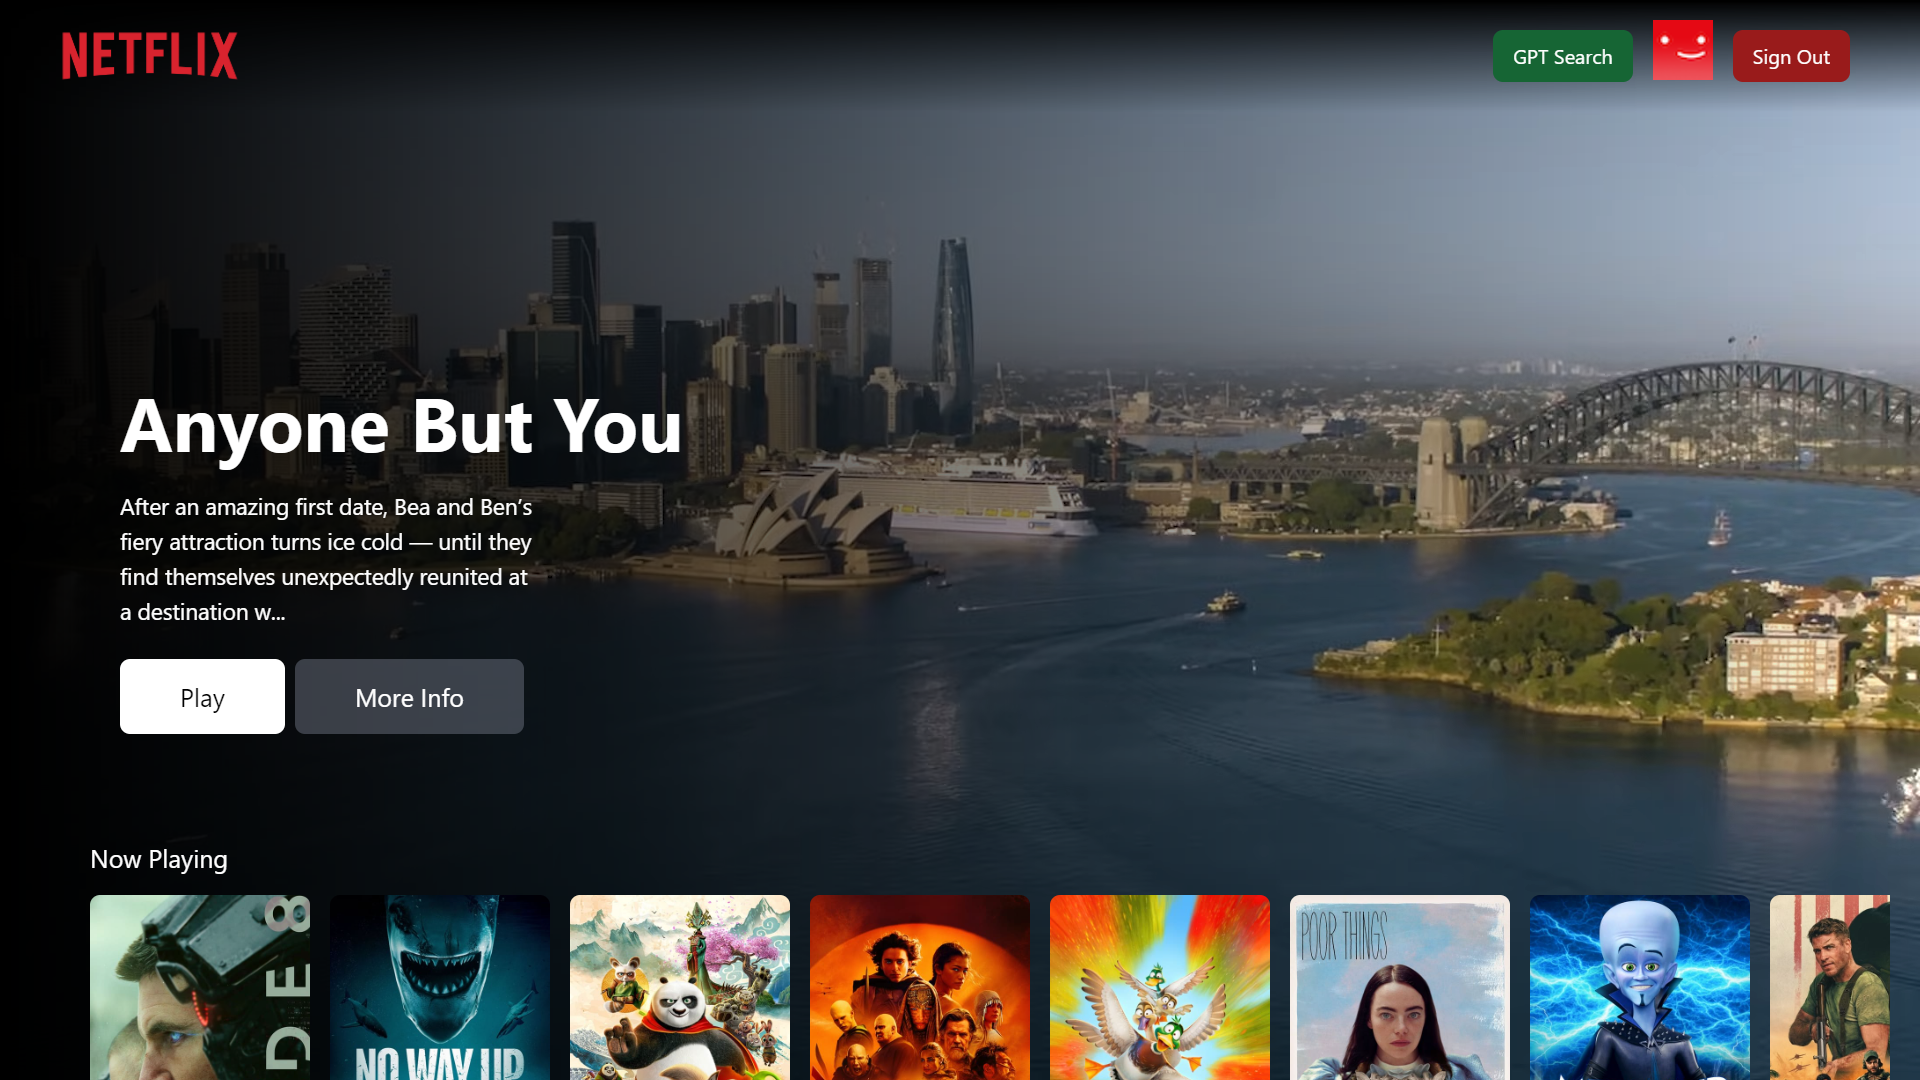 NETFLIX
GPT Search
Sign Out
Anyone But You
After an amazing first date, Bea and Ben’s
fiery attraction turns ice cold — until they
find themselves unexpectedly reunited at
a destination w...
Play
More Info
Now Playing
DE8
NO WAY UP
POOR THINGS